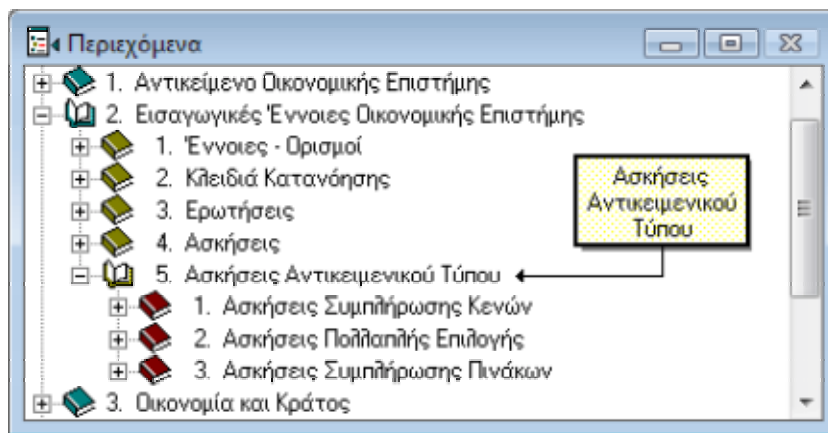 Περιεχόμενα
1. Αντικείμενο Οικονομικής Επιστήμης
2. Εισαγωγικές Έννοιες Οικονομικής Επιστήμης
1. Έννοιες - Ορισμοί
2. Κλειδιά Κατανόησης
3. Ερωτήσεις
4. Ασκήσεις
5. Ασκήσεις Αντικειμενικού Τύπου
1. Ασκήσεις Συμπλήρωσης Κενών
2. Ασκήσεις Πολλαπλής Επιλογής
3. Ασκήσεις Συμπλήρωσης Πινάκων
3. Οικονομία και Κράτος
Ασκήσεις
Αντικειμενικού
Τύπου